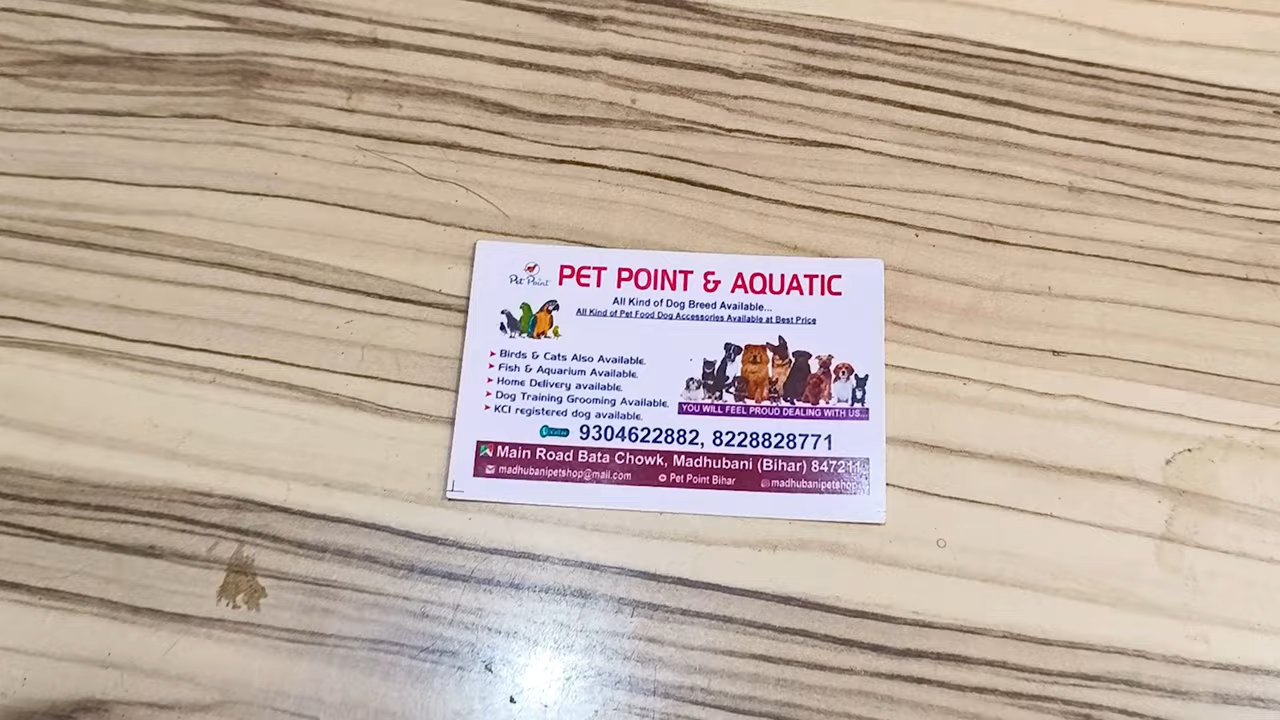 Pet Point
PET POINT & AQUATIC
All Kind of Dog Breed Available...
All Kind of Pet Food Dog Accessories Available at Best Price
Birds & Cats Also Available.
Fish & Aquarium Available.
Home Delivery available.
Dog Training Grooming Available.
KCI registered dog available.
YOU WILL FEEL PROUD DEALING WITH US...
9304622882, 8228828771
Main Road Bata Chowk, Madhubani (Bihar)
madhubanipetshop@mail.com
Pet Point Bihar
madhubanipetshop